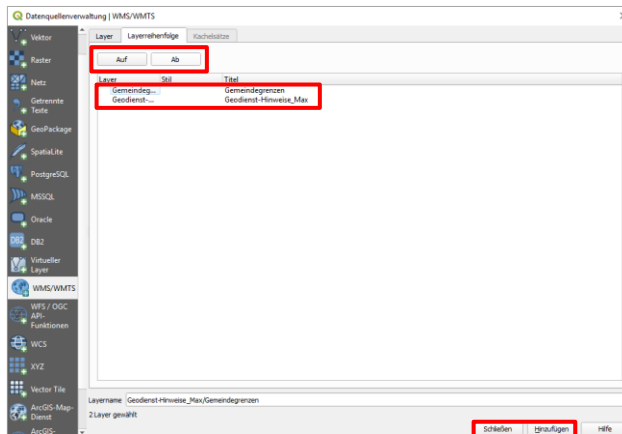 Datenquellenverwaltung | WMS/WMTS
Vektor
Raster
Netz
Getrennte
Texte
GeoPackage
SpatiaLite
PostgreSQL
MSSQL
Oracle
DB2
DB2
Virtueller
Layer
WMS/WMTS
WFS / OGC
API-
Funktionen
WCS
XYZ
Vector Tile
ArcGIS-Map-
Dienst
ArcGIS-
Layer Layerreihenfolge Kachelsätze
Auf Ab
Layer Stil Titel
Gemeindeg... Gemeindegrenzen
Geodienst-... Geodienst-Hinweise_Max
Layername Geodienst-Hinweise_Max/Gemeindegrenzen
2 Layer gewählt
Schließen Hinzufügen Hilfe